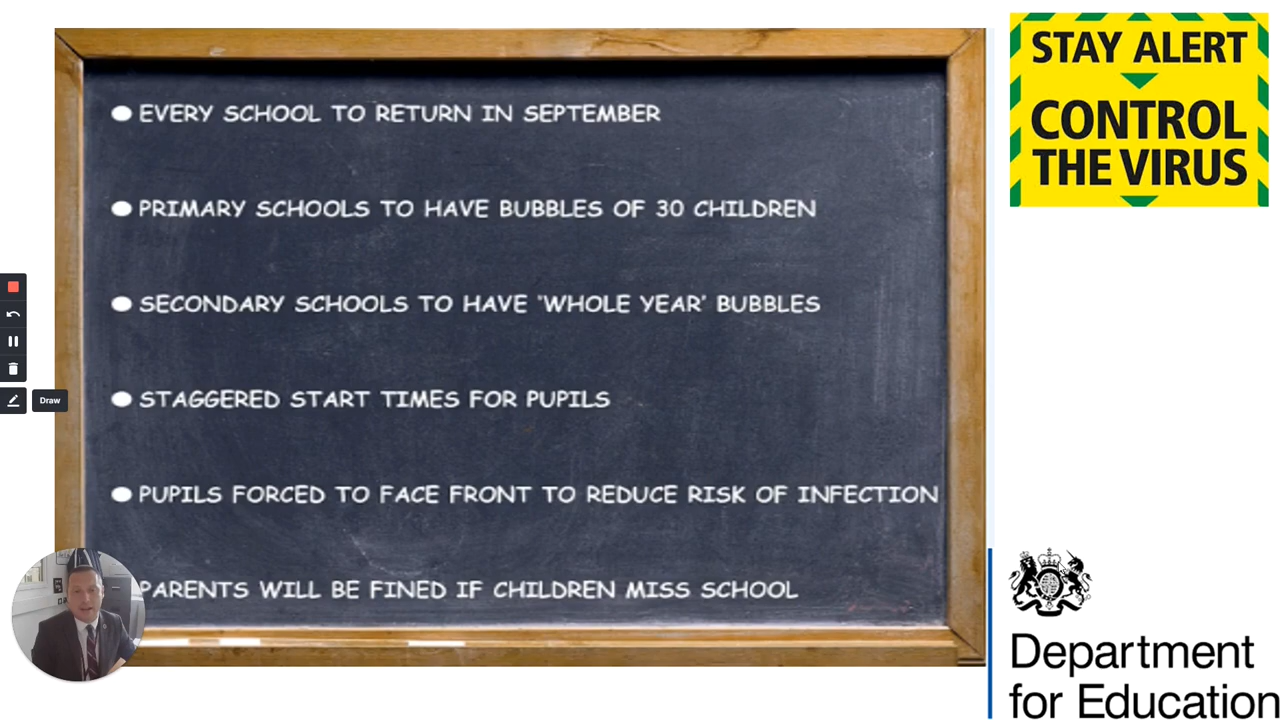 EVERY SCHOOL TO RETURN IN SEPTEMBER
PRIMARY SCHOOLS TO HAVE BUBBLES OF 30 CHILDREN
SECONDARY SCHOOLS TO HAVE 'WHOLE YEAR' BUBBLES
STAGGERED START TIMES FOR PUPILS
PUPILS FORCED TO FACE FRONT TO REDUCE RISK OF INFECTION
PARENTS WILL BE FINED IF CHILDREN MISS SCHOOL
Draw
STAY ALERT
CONTROL
THE VIRUS
Department
for Education